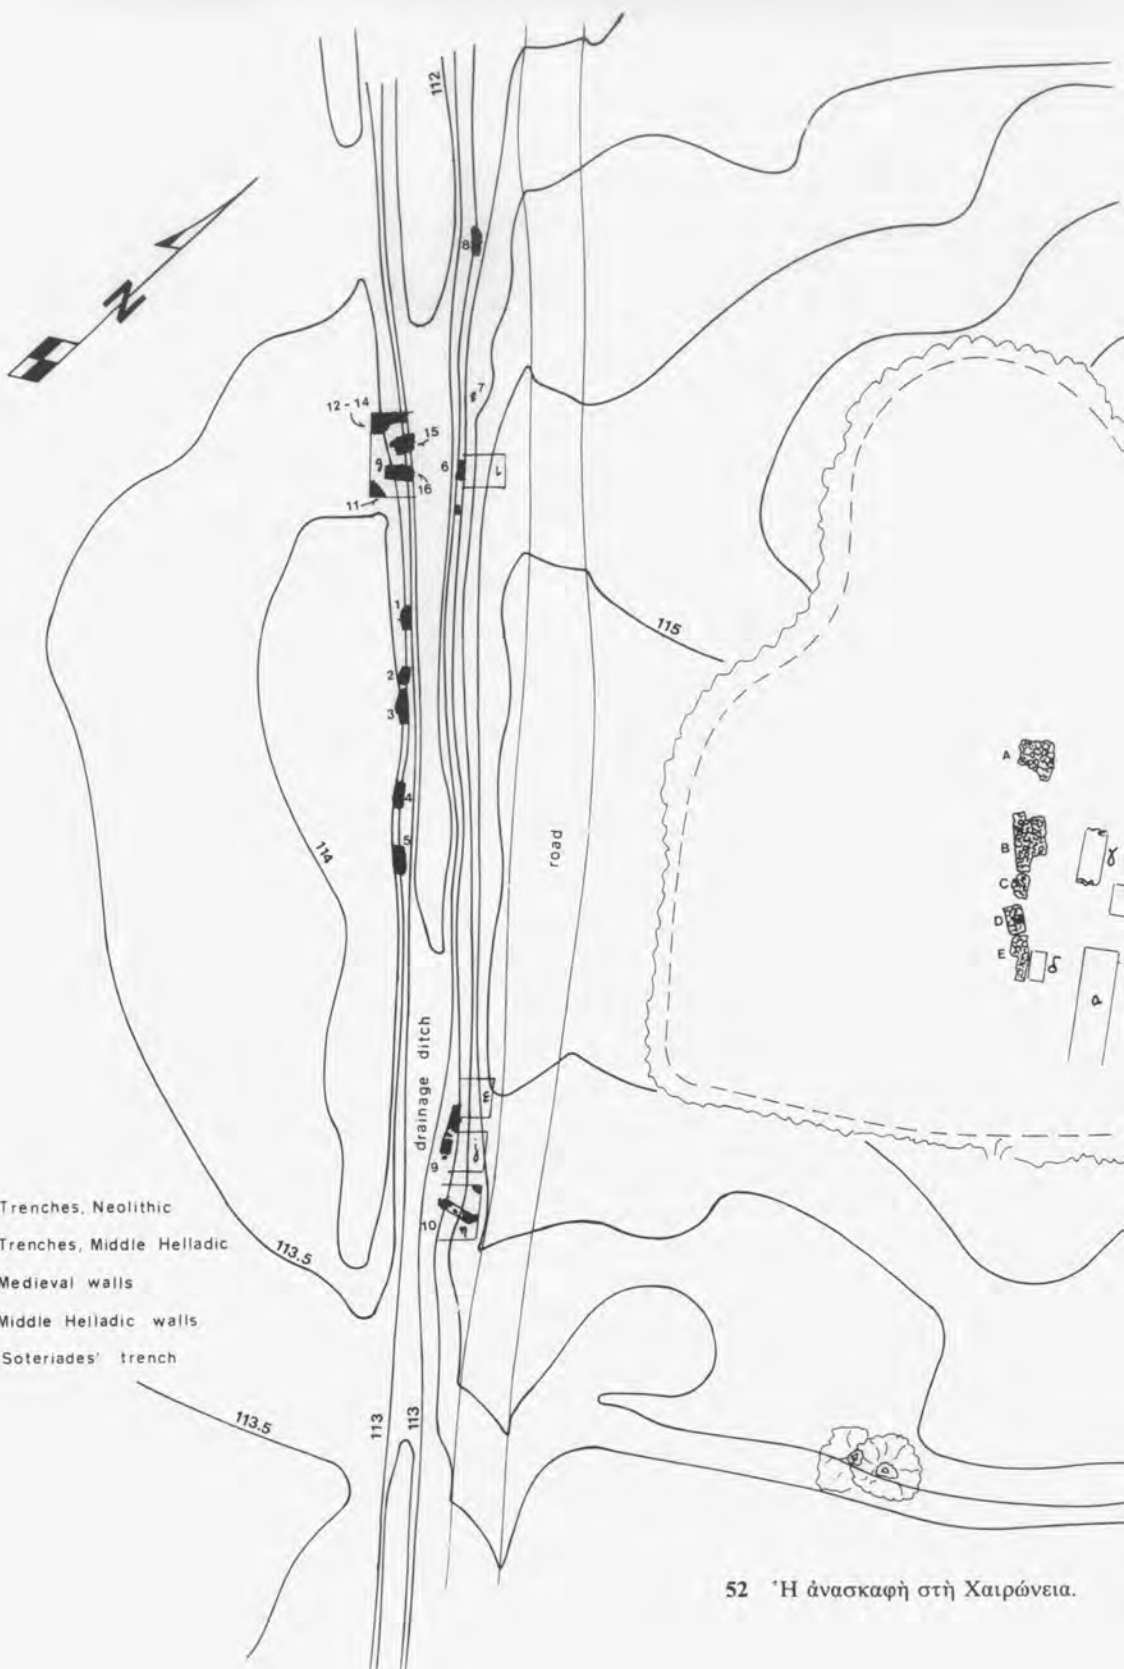 112
N
8
7
12-14
15
6
ι
16
11
1
2
115
3
A
4
B
γ
5
road
114
C
D
E
δ
α
drainage ditch
ε
9
10
Trenches, Neolithic
Trenches, Middle Helladic
113.5
Medieval walls
Middle Helladic walls
Soteriades' trench
113.5
113
113
52 Ἡ ἀνασκαφὴ στὴ Χαιρώνεια.